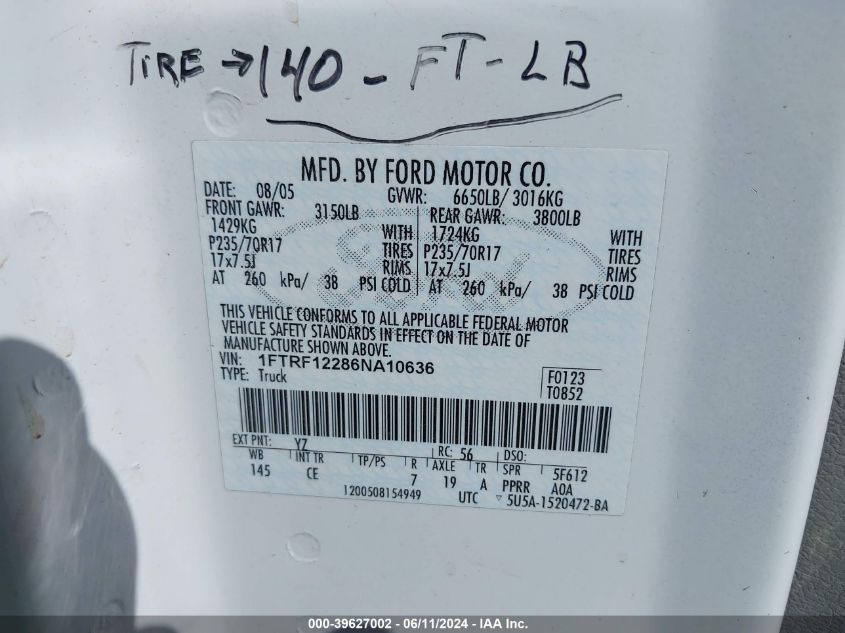 TIRE → 140 - FT-LB
MFD. BY FORD MOTOR CO.
DATE: 08/05 GVWR: 6650LB/ 3016KG
FRONT GAWR: 3150LB REAR GAWR: 3800LB
1429KG WITH 1724KG WITH
P235/70R17 TIRES P235/70R17 TIRES
17x7.5J RIMS 17x7.5J RIMS
AT 260 kPa/ 38 PSI COLD AT 260 kPa/ 38 PSI COLD
THIS VEHICLE CONFORMS TO ALL APPLICABLE FEDERAL MOTOR
VEHICLE SAFETY STANDARDS IN EFFECT ON THE DATE OF
MANUFACTURE SHOWN ABOVE.
VIN: 1FTRF12286NA10636
TYPE: Truck F0123
T0852
EXT PNT: YZ RC: 56 DSO:
WB INT TR TP/PS R AXLE TR SPR 5F612
145 CE 7 19 A PPRR A0A
1200508154949 UTC ▽ 5U5A-1520472-BA
000-39627002 - 06/11/2024 - IAA Inc.